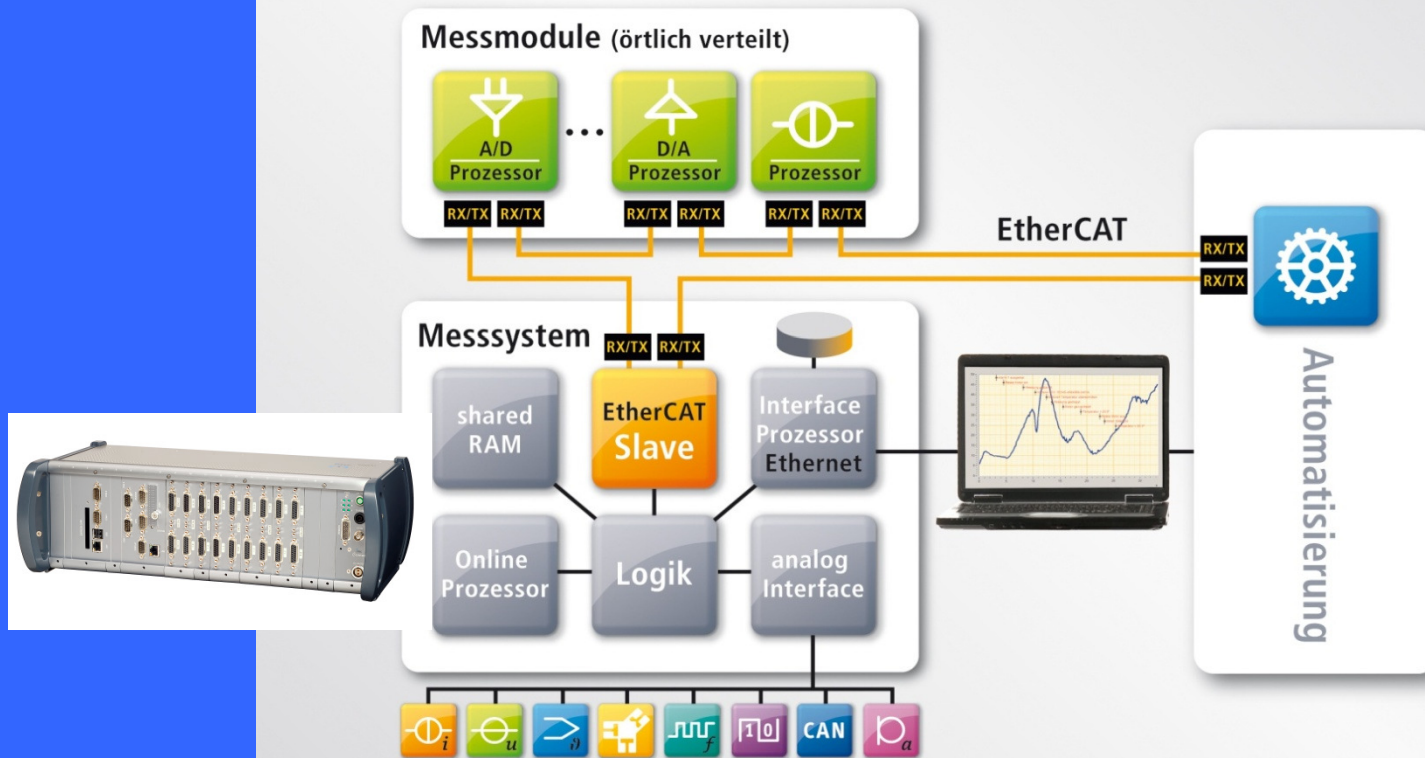 Messmodule (örtlich verteilt)
A/D
Prozessor
...
D/A
Prozessor
Prozessor
RX/TX RX/TX RX/TX RX/TX RX/TX RX/TX
EtherCAT
RX/TX
RX/TX
Messsystem
RX/TX RX/TX
shared
RAM
EtherCAT
Slave
Interface
Prozessor
Ethernet
Online
Prozessor
Logik
analog
Interface
Automatisierung
i
u
ϑ
f
1 0
CAN
a